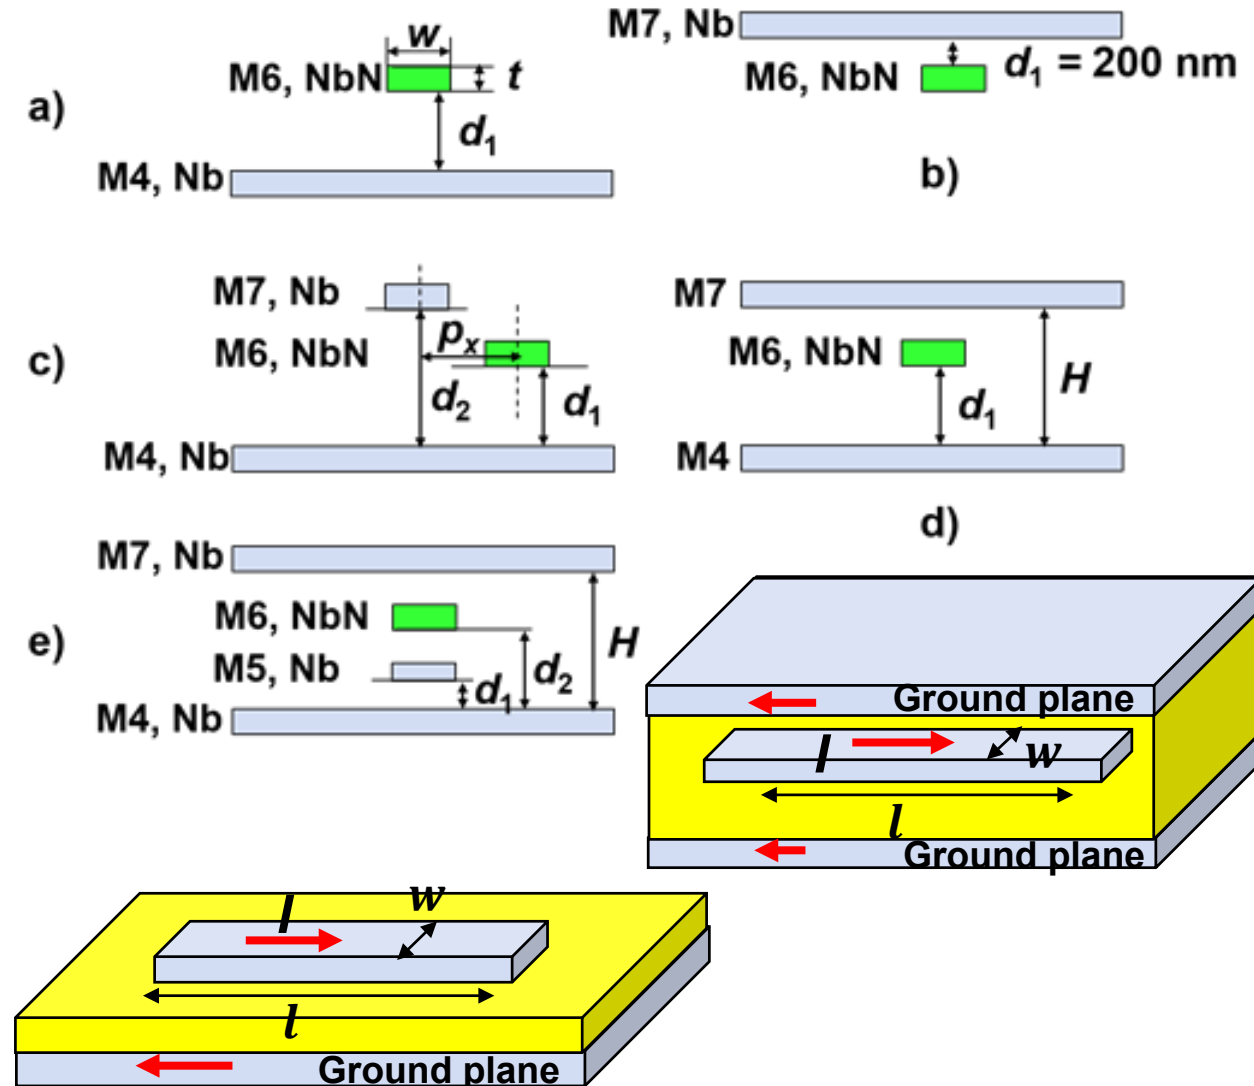 a)
w
M6, NbN
t
d₁
M4, Nb
M7, Nb
d₁ = 200 nm
M6, NbN
b)
c)
M7, Nb
M6, NbN
pₓ
d₂
d₁
M4, Nb
M7
M6, NbN
H
d₁
M4
d)
e)
M7, Nb
M6, NbN
M5, Nb
H
d₂
d₁
M4, Nb
Ground plane
I
w
l
Ground plane
I
w
l
Ground plane